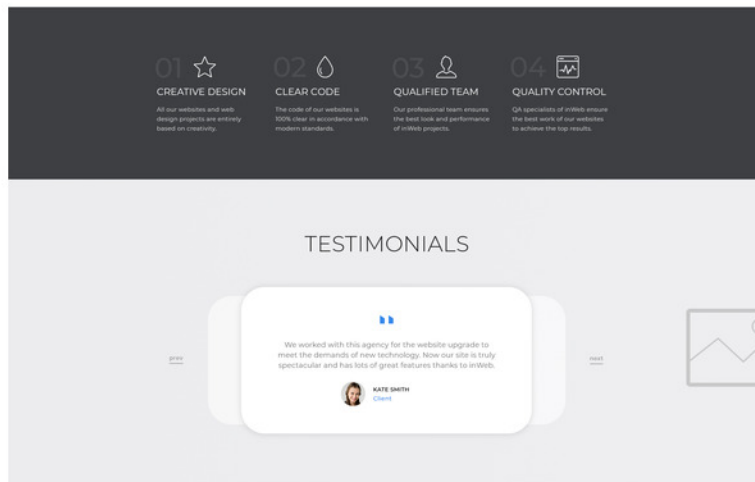 01
CREATIVE DESIGN
All our websites and web
design projects are entirely
based on creativity.
02
CLEAR CODE
The code of our websites is
100% clear in accordance with
modern standards.
03
QUALIFIED TEAM
Our professional team ensures
the best look and performance
of inWeb projects.
04
QUALITY CONTROL
QA specialists of inWeb ensure
the best work of our websites
to achieve the top results.
TESTIMONIALS
prev
We worked with this agency for the website upgrade to
meet the demands of new technology. Now our site is truly
spectacular and has lots of great features thanks to inWeb.
KATE SMITH
Client
next